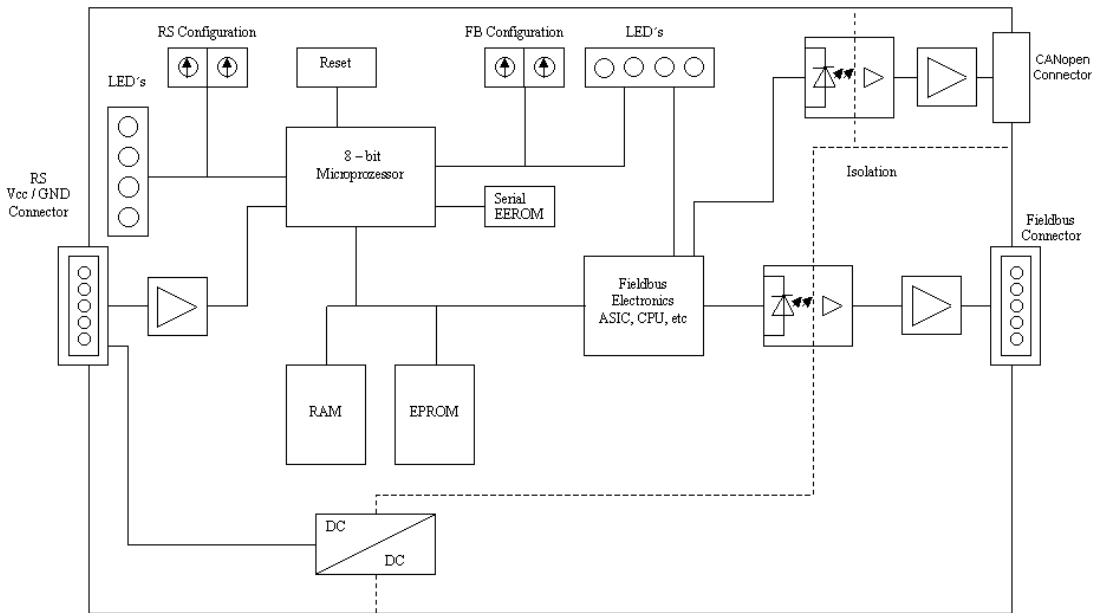 RS Configuration
FB Configuration
LED´s
CANopen
Connector
Reset
LED´s
8 – bit
Microprozessor
RS
Vcc / GND
Connector
Isolation
Serial
EEROM
Fieldbus
Connector
Fieldbus
Electronics
ASIC, CPU, etc
RAM
EPROM
DC
DC